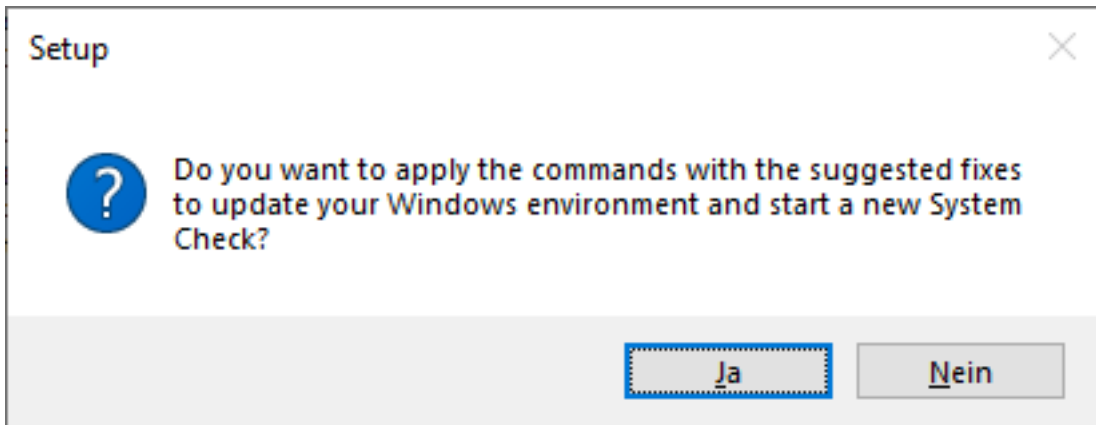 Setup
Do you want to apply the commands with the suggested fixes
to update your Windows environment and start a new System
Check?
Ja
Nein